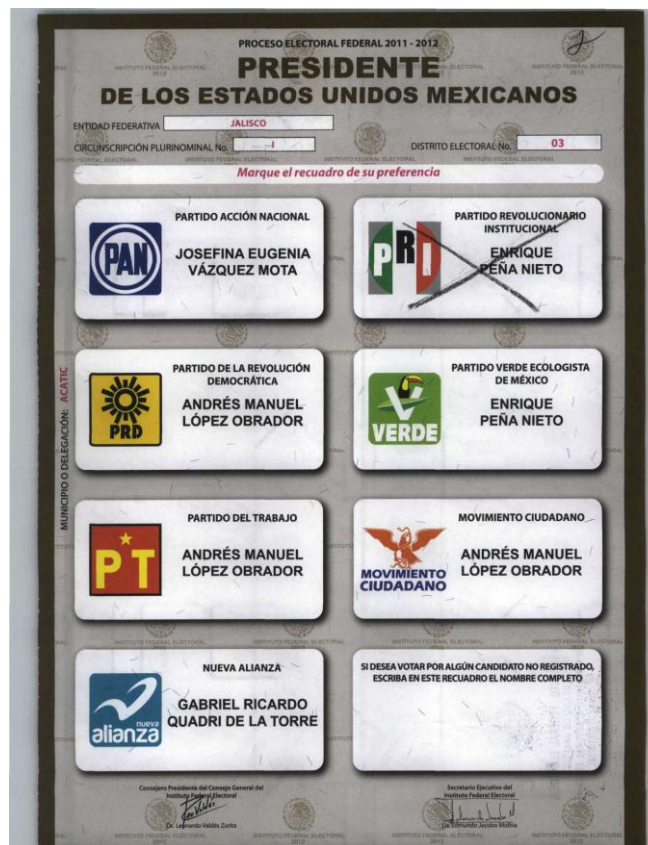 PROCESO ELECTORAL FEDERAL 2011 - 2012
PRESIDENTE
DE LOS ESTADOS UNIDOS MEXICANOS
ENTIDAD FEDERATIVA JALISCO
CIRCUNSCRIPCIÓN PLURINOMINAL No. I DISTRITO ELECTORAL No. 03
Marque el recuadro de su preferencia
MUNICIPIO O DELEGACIÓN: ACATIC
PAN
PARTIDO ACCIÓN NACIONAL
JOSEFINA EUGENIA
VÁZQUEZ MOTA
PRI
PARTIDO REVOLUCIONARIO
INSTITUCIONAL
ENRIQUE
PEÑA NIETO
PRD
PARTIDO DE LA REVOLUCIÓN
DEMOCRÁTICA
ANDRÉS MANUEL
LÓPEZ OBRADOR
VERDE
PARTIDO VERDE ECOLOGISTA
DE MÉXICO
ENRIQUE
PEÑA NIETO
PT
PARTIDO DEL TRABAJO
ANDRÉS MANUEL
LÓPEZ OBRADOR
MOVIMIENTO
CIUDADANO
MOVIMIENTO CIUDADANO
ANDRÉS MANUEL
LÓPEZ OBRADOR
nueva
alianza
NUEVA ALIANZA
GABRIEL RICARDO
QUADRI DE LA TORRE
SI DESEA VOTAR POR ALGÚN CANDIDATO NO REGISTRADO,
ESCRIBA EN ESTE RECUADRO EL NOMBRE COMPLETO
Consejero Presidente del Consejo General del
Instituto Federal Electoral
Dr. Leonardo Valdés Zurita
Secretario Ejecutivo del
Instituto Federal Electoral
Lic. Edmundo Jacobo Molina
INSTITUTO FEDERAL ELECTORAL
2012